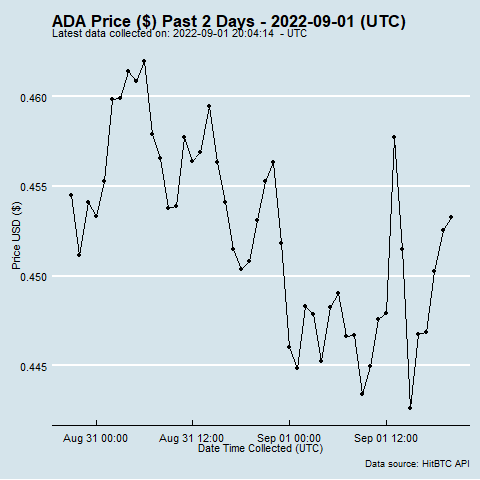 ADA Price ($) Past 2 Days - 2022-09-01 (UTC)
Latest data collected on: 2022-09-01 20:04:14  - UTC
0.460
0.455
0.450
0.445
Price USD ($)
Aug 31 00:00
Aug 31 12:00
Sep 01 00:00
Sep 01 12:00
Date Time Collected (UTC)
Data source: HitBTC API